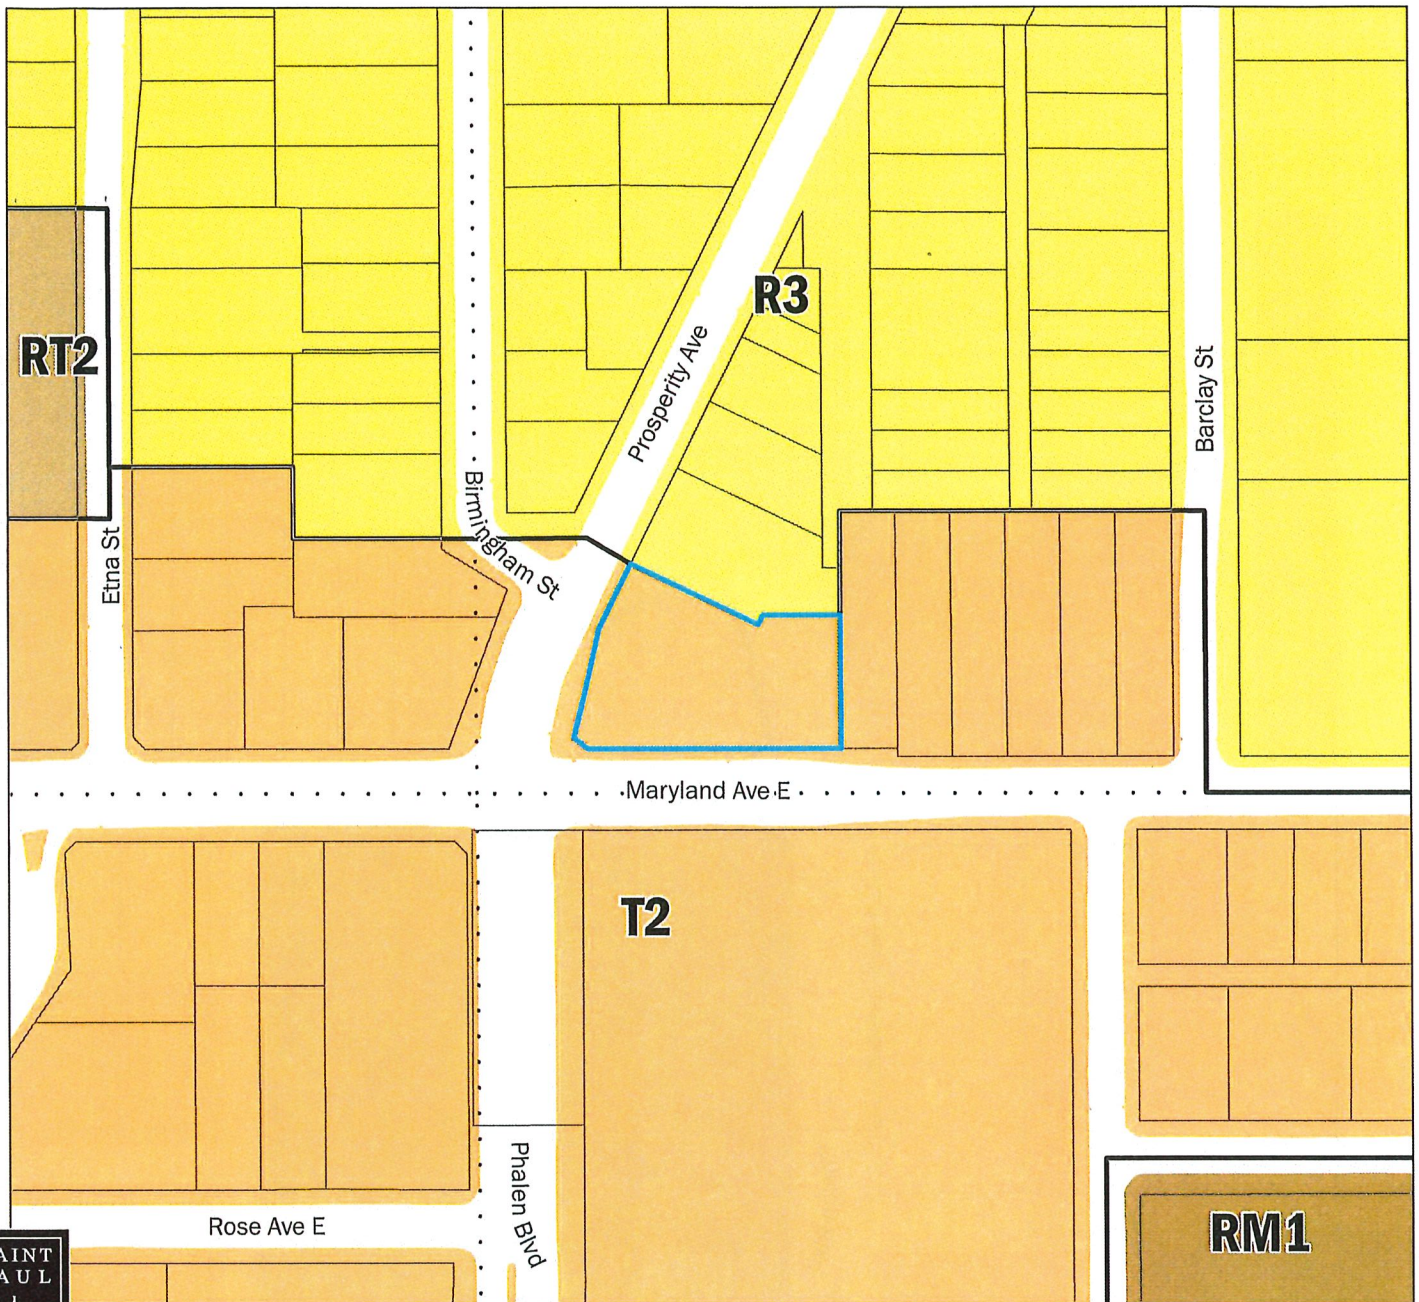 R3
RT2
Prosperity Ave
Barclay St
Birmingham St
Etna St
Maryland Ave E
T2
Phalen Blvd
Rose Ave E
RM1
AINT
AUL